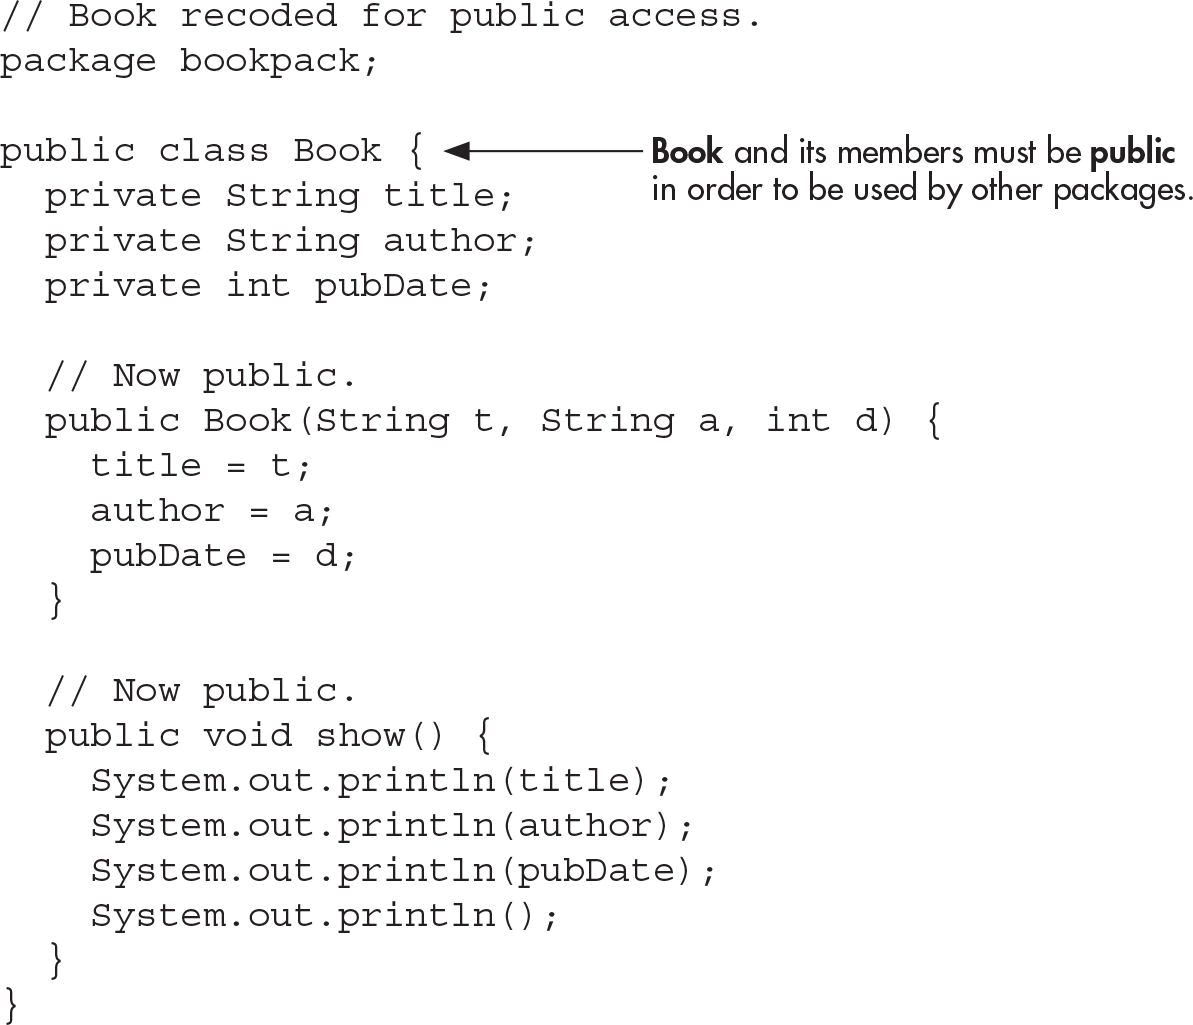 // Book recoded for public access.
package bookpack;
public class Book {
Book and its members must be public
in order to be used by other packages.
private String title;
private String author;
private int pubDate;
// Now public.
public Book(String t, String a, int d) {
title = t;
author = a;
pubDate = d;
}
// Now public.
public void show() {
System.out.println(title);
System.out.println(author);
System.out.println(pubDate);
System.out.println();
}
}